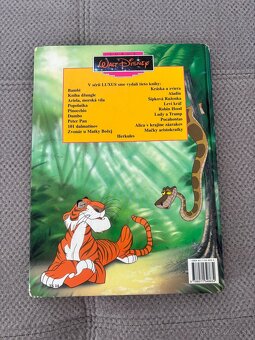 WALT DISNEY
V sérii LUXUS sme vydali tieto knihy:
Bambi
Kniha džunglí
Ariela, morská víla
Popoluška
Pinocchio
Dumbo
Peter Pan
101 dalmatínov
Zvonár u Matky Božej
Kráska a zviera
Aladin
Šípková Ruženka
Leví kráľ
Robin Hood
Lady a Tramp
Pocahontas
Alica v krajine zázrakov
Mačky aristokratky
Herkules